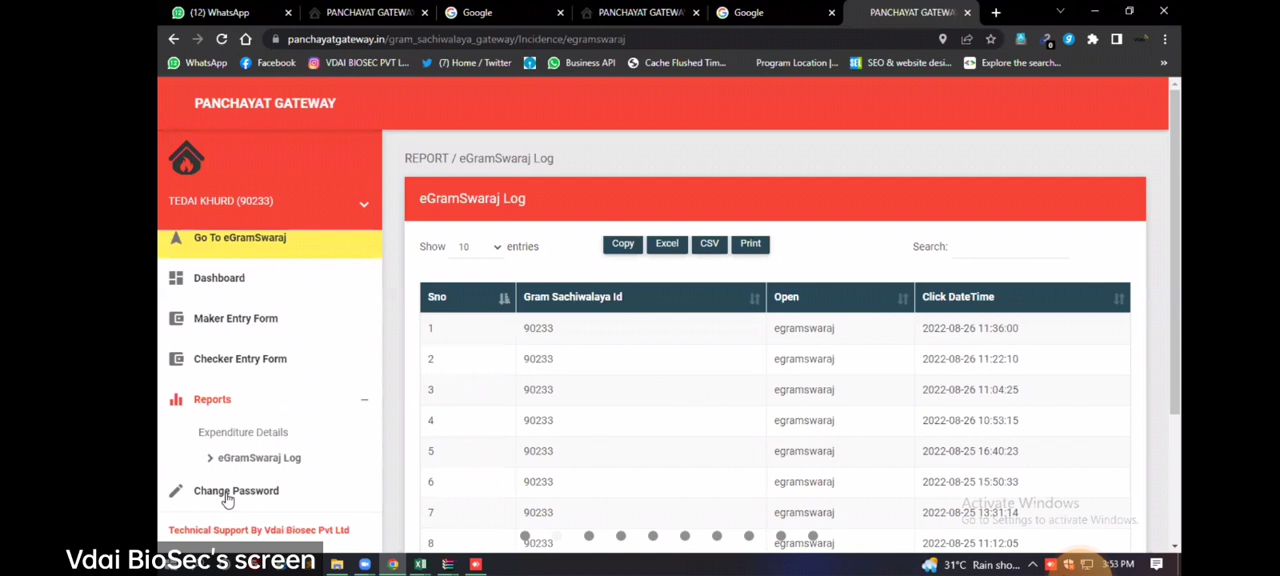 (12) WhatsApp
PANCHAYAT GATEWA
Google
PANCHAYAT GATEWA
Google
PANCHAYAT GATEWA
panchayatgateway.in/gram_sachiwalaya_gateway/Incidence/egramswaraj
WhatsApp
Facebook
VDAI BIOSEC PVT L...
(7) Home / Twitter
Business API
Cache Flushed Tim...
Program Location |...
SEO & website desi...
Explore the search...
PANCHAYAT GATEWAY
TEDAI KHURD (90233)
Go To eGramSwaraj
Dashboard
Maker Entry Form
Checker Entry Form
Reports
Expenditure Details
eGramSwaraj Log
Change Password
Technical Support By Vdai Biosec Pvt Ltd
REPORT / eGramSwaraj Log
eGramSwaraj Log
Show 10 entries
Copy Excel CSV Print
Search:
Sno Gram Sachiwalaya Id Open Click DateTime
1 90233 egramswaraj 2022-08-26 11:36:00
2 90233 egramswaraj 2022-08-26 11:22:10
3 90233 egramswaraj 2022-08-26 11:04:25
4 90233 egramswaraj 2022-08-26 10:53:15
5 90233 egramswaraj 2022-08-25 16:40:23
6 90233 egramswaraj 2022-08-25 15:50:33
7 90233 egramswaraj 2022-08-25 13:31:14
8 90233 egramswaraj 2022-08-25 11:12:05
Activate Windows
Go to Settings to activate Windows.
Vdai BioSec's screen
31°C Rain sho...
3:53 PM